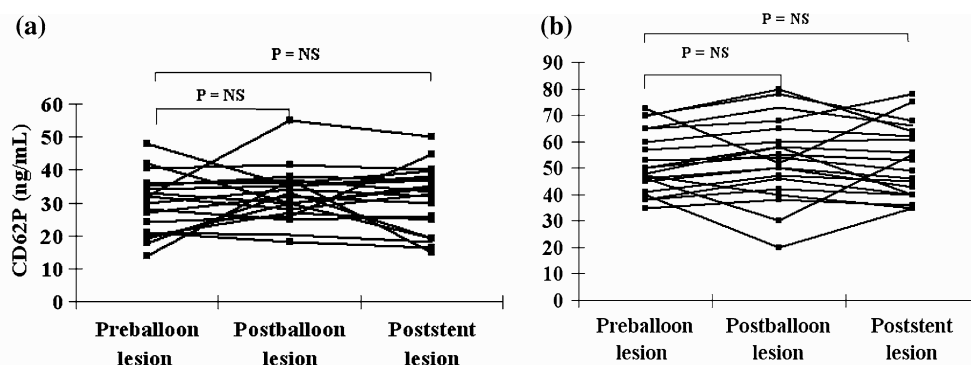 (a)
P = NS
P = NS
CD62P (ng/mL)
60
50
40
30
20
10
0
Preballoon lesion
Postballoon lesion
Poststent lesion
(b)
P = NS
P = NS
90
80
70
60
50
40
30
20
10
0
Preballoon lesion
Postballoon lesion
Poststent lesion